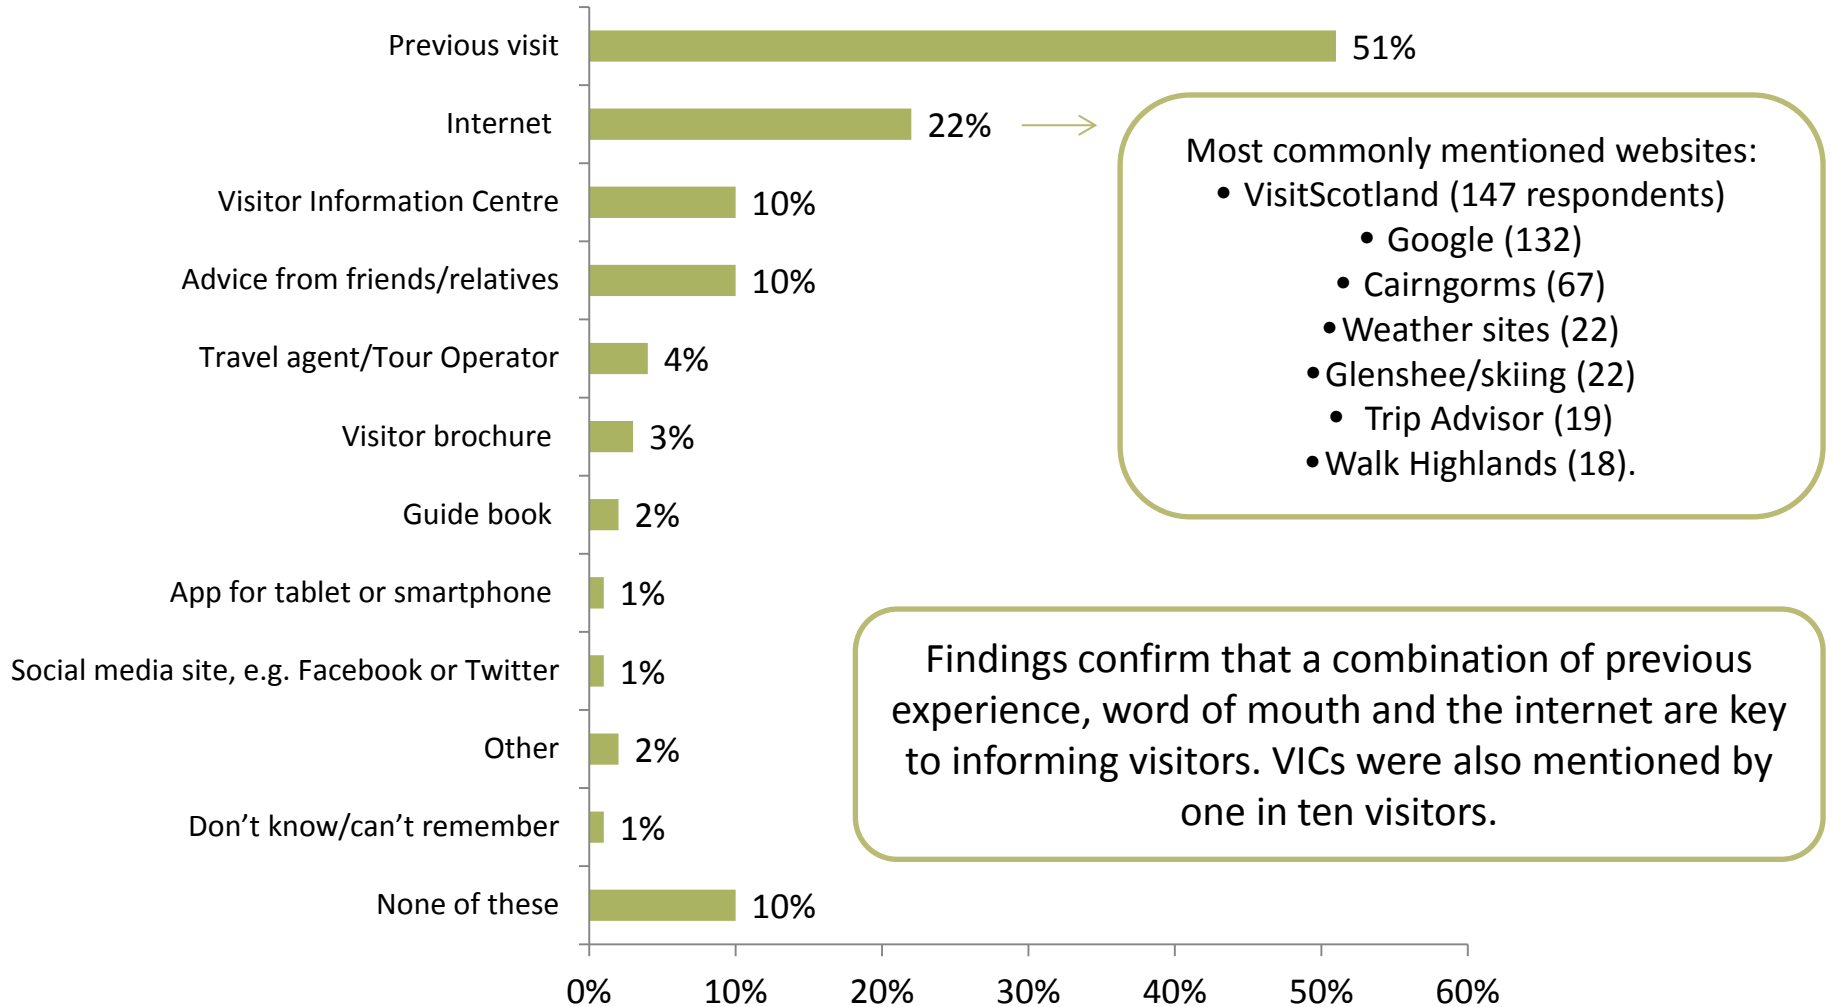 Previous visit
51%
Internet
22%
Visitor Information Centre
10%
Advice from friends/relatives
10%
Travel agent/Tour Operator
4%
Visitor brochure
3%
Guide book
2%
App for tablet or smartphone
1%
Social media site, e.g. Facebook or Twitter
1%
Other
2%
Don’t know/can’t remember
1%
None of these
10%
0% 10% 20% 30% 40% 50% 60%
Most commonly mentioned websites:
• VisitScotland (147 respondents)
• Google (132)
• Cairngorms (67)
•Weather sites (22)
•Glenshee/skiing (22)
• Trip Advisor (19)
•Walk Highlands (18).
Findings confirm that a combination of previous
experience, word of mouth and the internet are key
to informing visitors. VICs were also mentioned by
one in ten visitors.